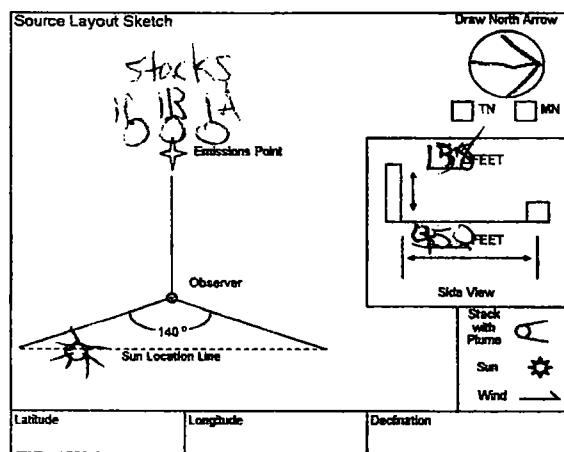 Source Layout Sketch
Draw North Arrow
Stacks
1B 1A
TN MN
Emissions Point
FEET
FEET
Observer
Side View
140°
Sun Location Line
Stack with Plume
Sun
Wind
Latitude Longitude Declination